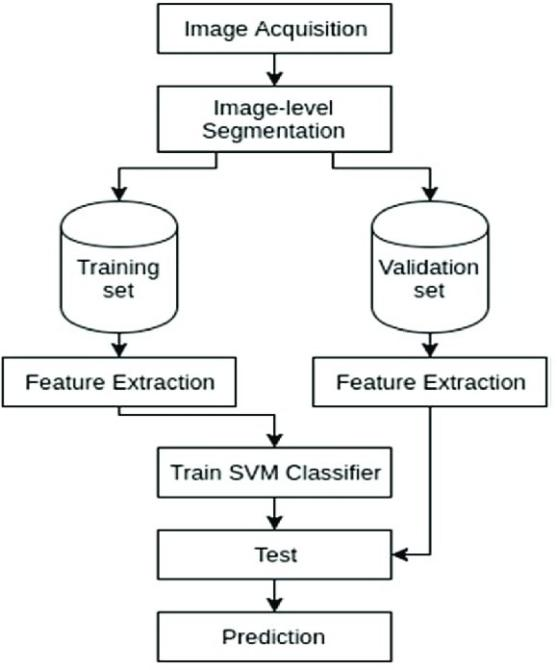 Image Acquisition
Image-level
Segmentation
Training
set
Validation
set
Feature Extraction
Feature Extraction
Train SVM Classifier
Test
Prediction